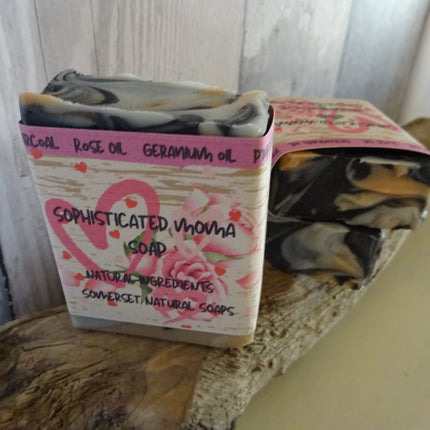 RCOAL ROSE OIL GERANIUM OIL
SOPHISTICATED MOMA
SOAP
NATURAL INGREDIENTS
SOMERSET NATURAL SOAPS